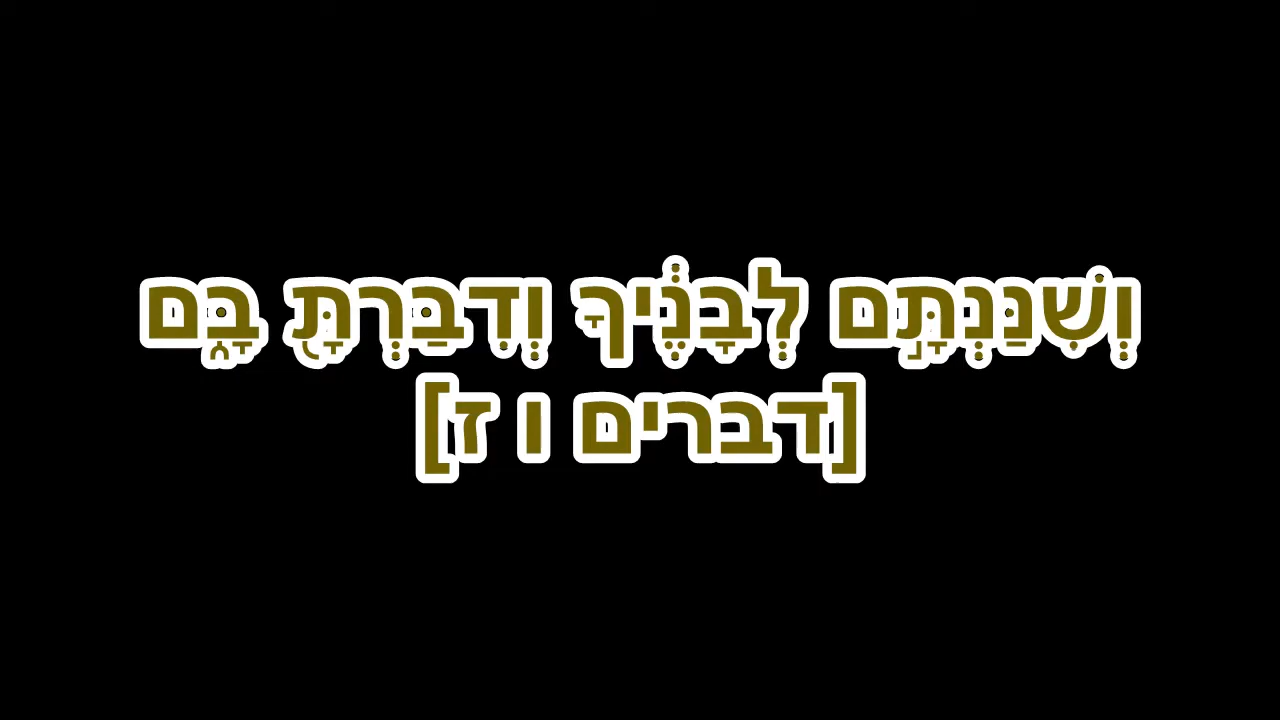 וְשִׁנַּנְתָּ֣ם לְבָנֶ֔יךָ וְדִבַּרְתָּ֖ בָּ֑ם
[דברים ו ז]